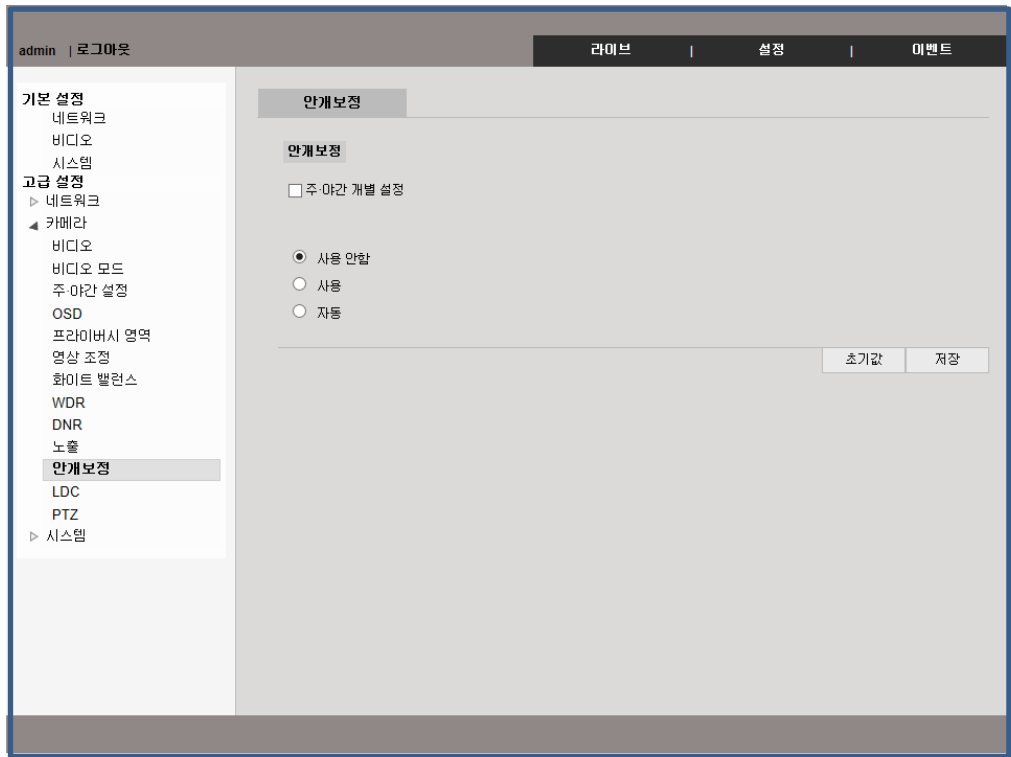 admin | 로그아웃
라이브 | 설정 | 이벤트
기본 설정
네트워크
비디오
시스템
고급 설정
▷ 네트워크
◢ 카메라
비디오
비디오 모드
주·야간 설정
OSD
프라이버시 영역
영상 조정
화이트 밸런스
WDR
DNR
노출
안개보정
LDC
PTZ
▷ 시스템
안개보정
안개보정
주·야간 개별 설정
사용 안함
사용
자동
초기값
저장